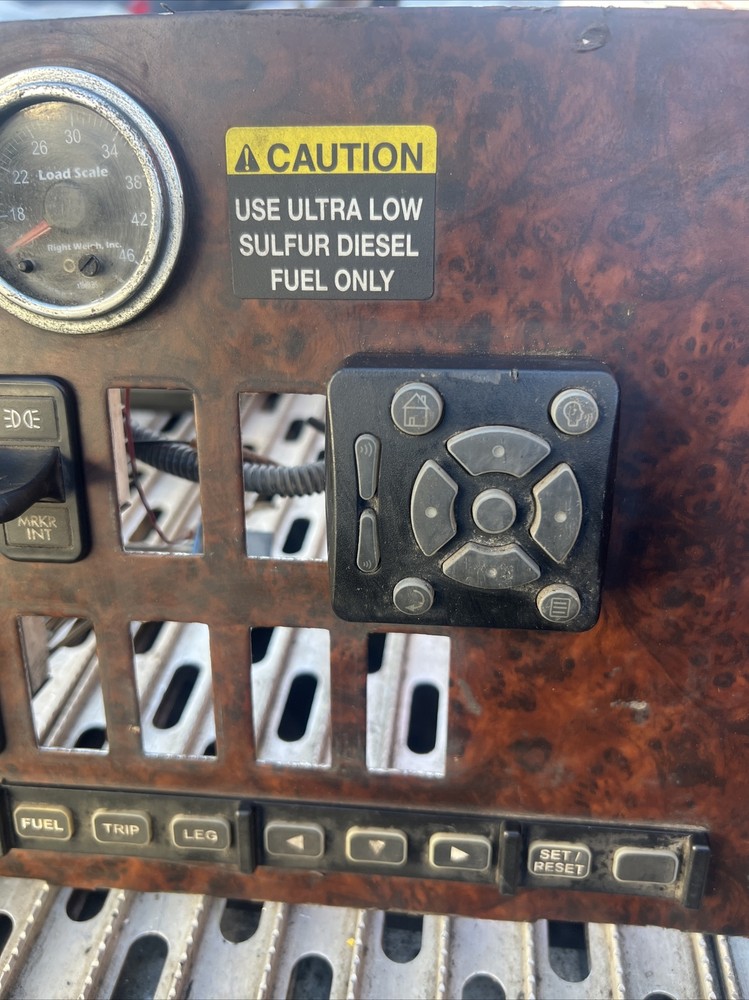 30
26
34
22
Load Scale
38
18
42
Right Weigh, Inc.
46
CAUTION
USE ULTRA LOW
SULFUR DIESEL
FUEL ONLY
MRKR
INT
FUEL
TRIP
LEG
SET/
RESET